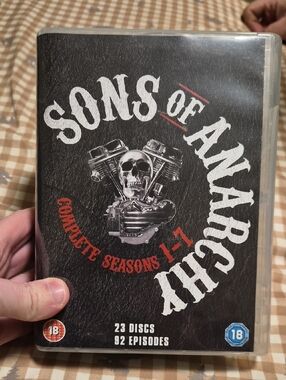 SONS OF ANARCHY
COMPLETE SEASONS 1-7
23 DISCS
92 EPISODES
18
18